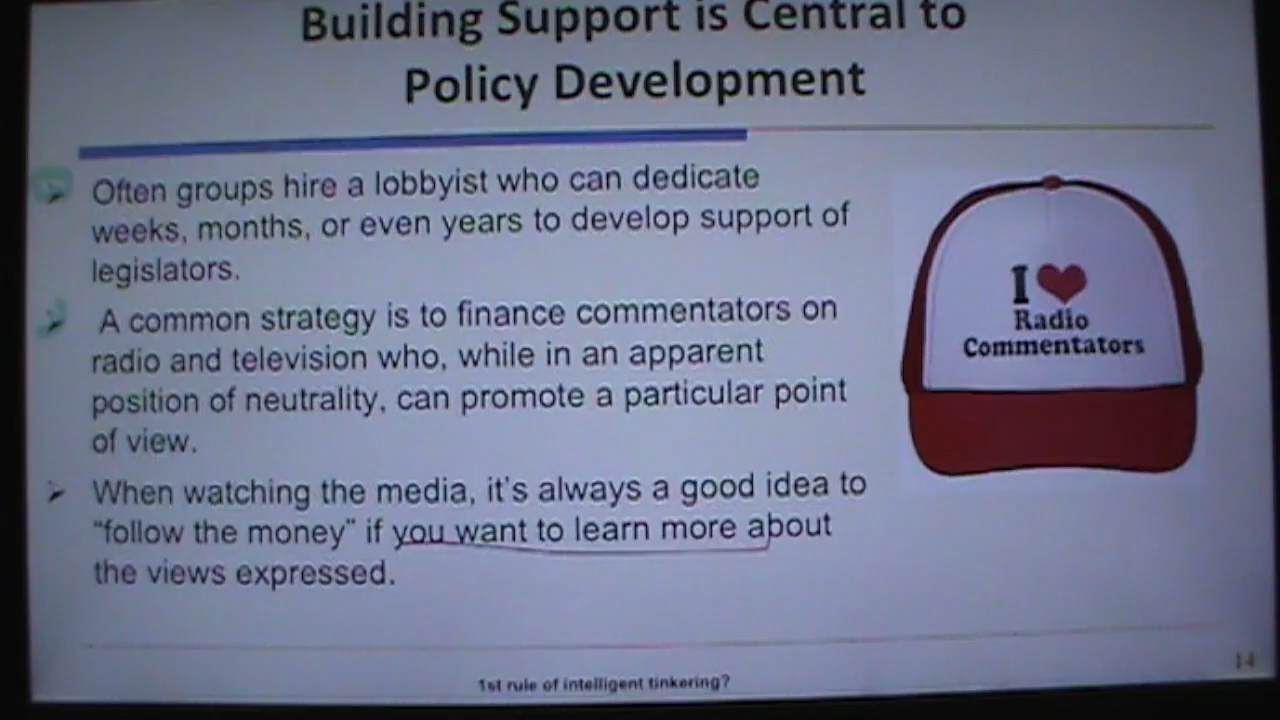 Building Support is Central to
Policy Development
Often groups hire a lobbyist who can dedicate
weeks, months, or even years to develop support of
legislators.
A common strategy is to finance commentators on
radio and television who, while in an apparent
position of neutrality, can promote a particular point
of view.
When watching the media, it's always a good idea to
“follow the money” if you want to learn more about
the views expressed.
I ❤
Radio
Commentators
1st rule of intelligent tinkering?
14